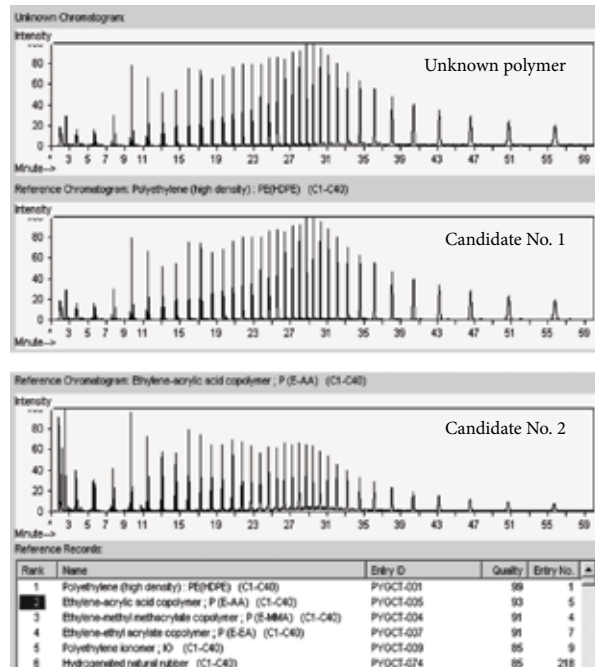 Unknown Chromatogram:
Intensity
100
80
60
40
20
0
Unknown polymer
* 3 5 7 9 11 15 19 23 27 31 35 39 43 47 51 55 59
Minute-->
Reference Chromatogram: Polyethylene (high density) : PE(HDPE) (C1-C40)
Intensity
80
60
40
20
0
Candidate No. 1
* 3 5 7 9 11 15 19 23 27 31 35 39 43 47 51 55 59
Minute-->
Reference Chromatogram: Ethylene-acrylic acid copolymer ; P (E-AA) (C1-C40)
Intensity
100
80
60
40
20
0
Candidate No. 2
* 3 5 7 9 11 15 19 23 27 31 35 39 43 47 51 55 59
Minute-->
Reference Records:
Rank Name Entry ID Quality Entry No.
1 Polyethylene (high density) : PE(HDPE) (C1-C40) PYGCT-001 99 1
2 Ethylene-acrylic acid copolymer ; P (E-AA) (C1-C40) PYGCT-005 93 5
3 Ethylene-methyl methacrylate copolymer ; P (E-MMA) (C1-C40) PYGCT-004 91 4
4 Ethylene-ethyl acrylate copolymer ; P (E-EA) (C1-C40) PYGCT-007 91 7
5 Polyethylene ionomer ; IO (C1-C40) PYGCT-009 85 9
6 Hydrogenated natural rubber (C1-C40) PYGCT-074 86 218